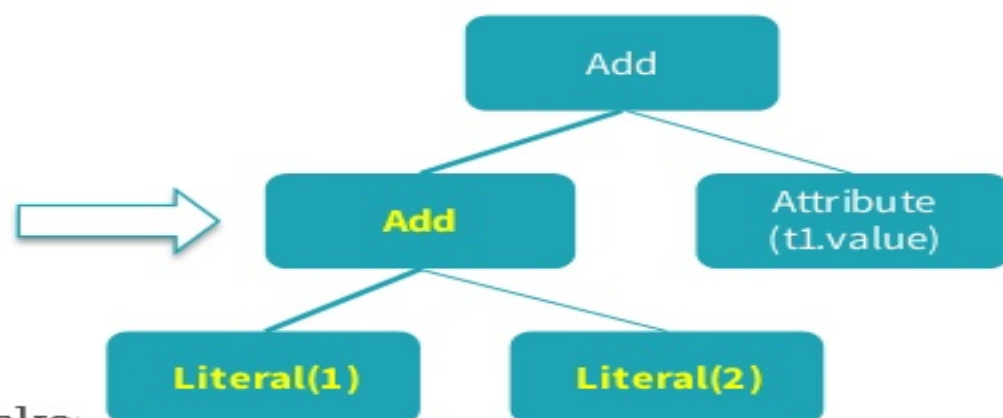 Add
Add
Attribute
(t1.value)
Literal(1)
Literal(2)